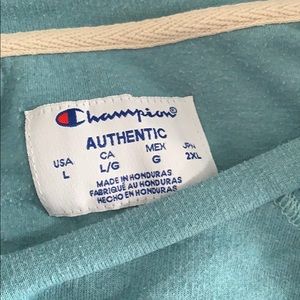 Champion®
AUTHENTIC
USA CA MEX JPN
L L/G G 2XL
MADE IN HONDURAS
FABRIQUÉ AU HONDURAS
HECHO EN HONDURAS